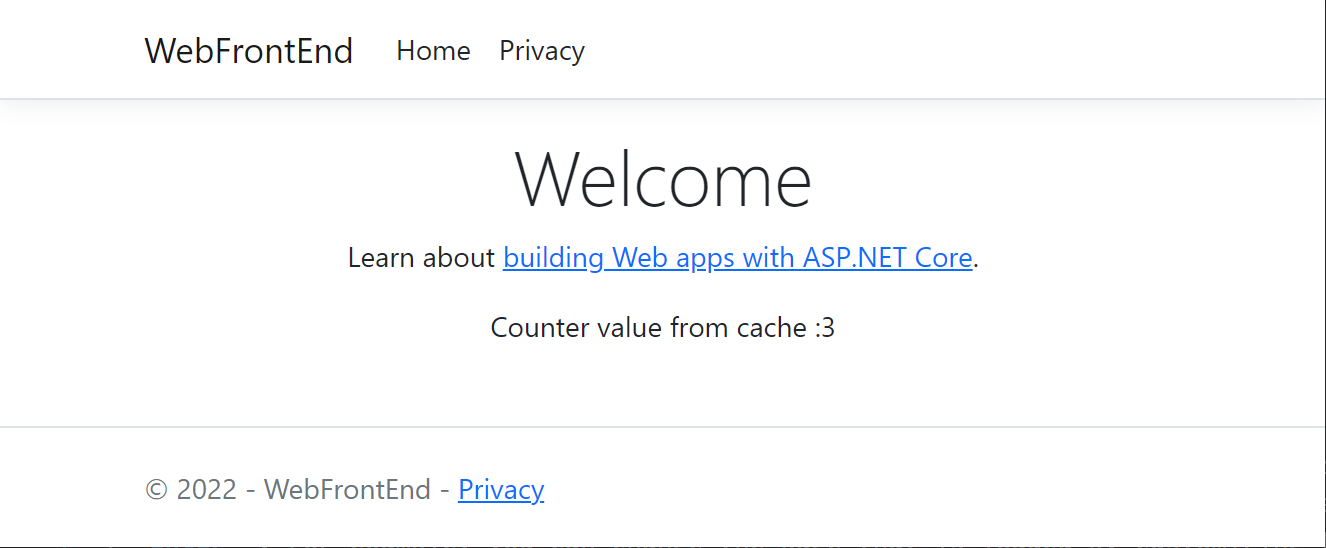 WebFrontEnd Home Privacy
Welcome
Learn about building Web apps with ASP.NET Core.
Counter value from cache :3
© 2022 - WebFrontEnd - Privacy